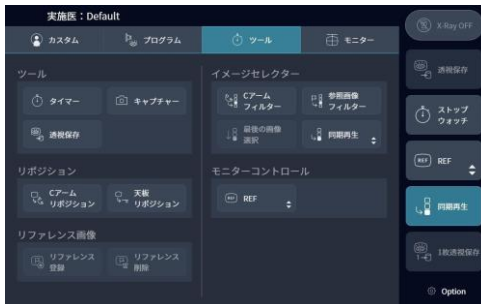 実施医：Default
カスタム
プログラム
ツール
モニター
ツール
タイマー
キャプチャー
透視保存
リポジション
Cアーム
リポジション
天板
リポジション
リファレンス画像
リファレンス
登録
リファレンス
削除
イメージセレクター
Cアーム
フィルター
参照画像
フィルター
最後の画像
選択
同期再生
モニターコントロール
REF
REF
X-Ray OFF
透視保存
ストップ
ウォッチ
REF
REF
同期再生
1枚透視保存
Option